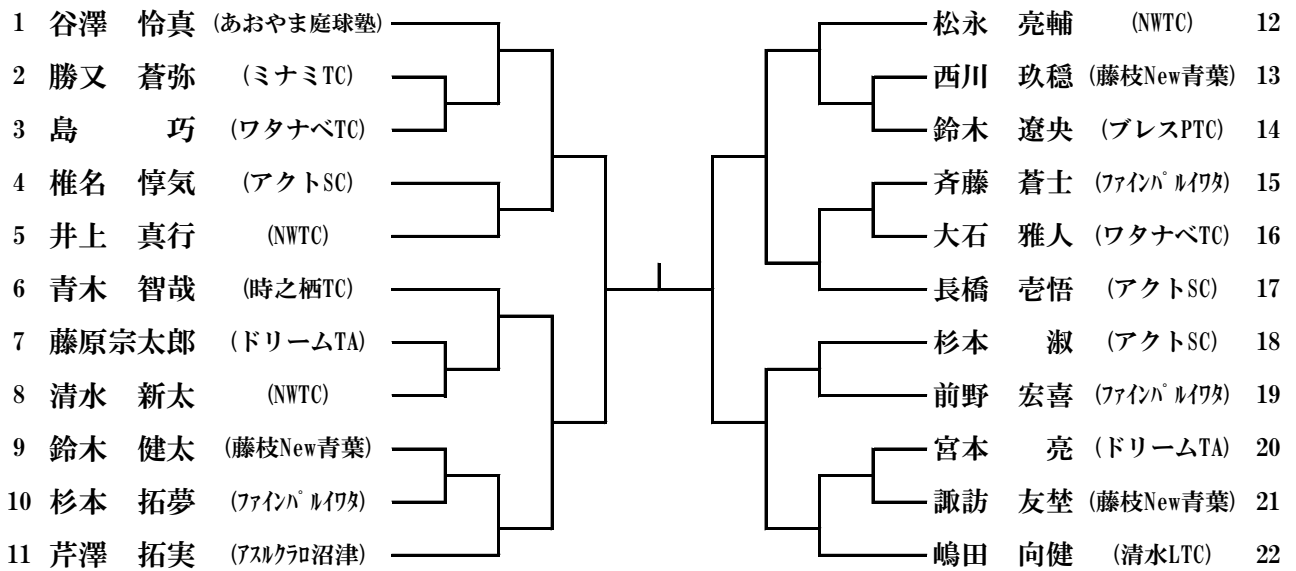 1 谷澤 怜真 (あおやま庭球塾)
2 勝又 蒼弥 (ミナミTC)
3 島 巧 (ワタナベTC)
4 椎名 惇気 (アクトSC)
5 井上 真行 (NWTC)
6 青木 智哉 (時之栖TC)
7 藤原宗太郎 (ドリームTA)
8 清水 新太 (NWTC)
9 鈴木 健太 (藤枝New青葉)
10 杉本 拓夢 (ﾌｧｲﾝﾊﾟﾙｲﾜﾀ)
11 芹澤 拓実 (ｱｽﾙｸﾗﾛ沼津)
松永 亮輔 (NWTC) 12
西川 玖穏 (藤枝New青葉) 13
鈴木 遼央 (ブレスPTC) 14
斉藤 蒼士 (ﾌｧｲﾝﾊﾟﾙｲﾜﾀ) 15
大石 雅人 (ワタナベTC) 16
長橋 壱悟 (アクトSC) 17
杉本 淑 (アクトSC) 18
前野 宏喜 (ﾌｧｲﾝﾊﾟﾙｲﾜﾀ) 19
宮本 亮 (ドリームTA) 20
諏訪 友埜 (藤枝New青葉) 21
嶋田 向健 (清水LTC) 22